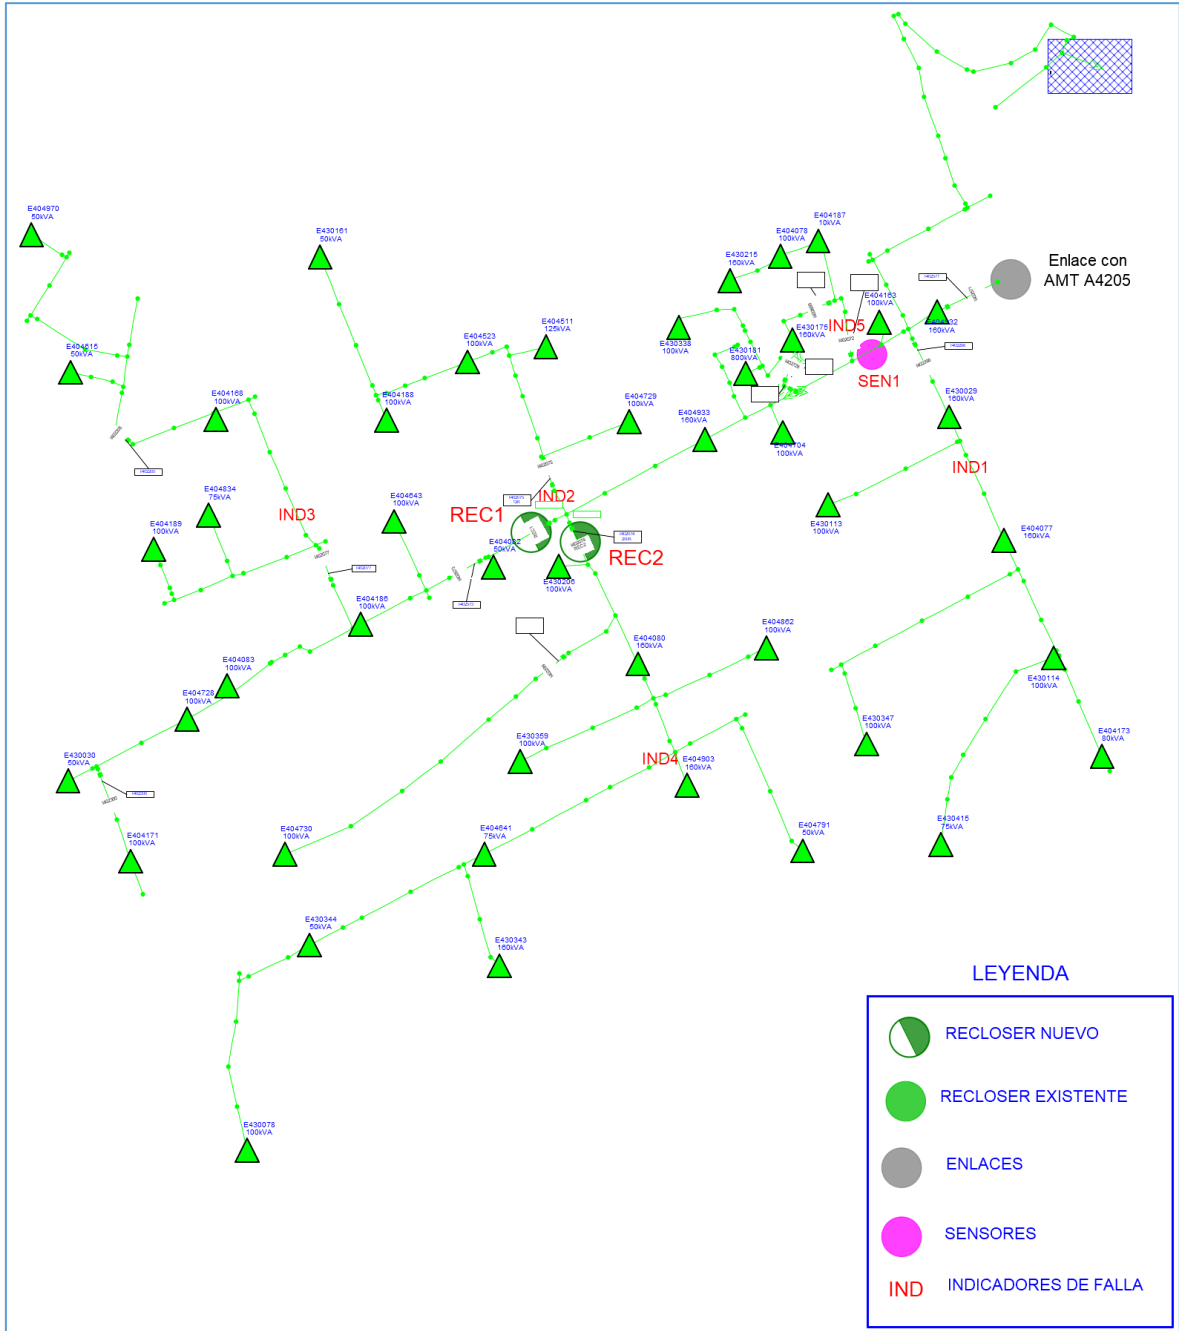 E404970
50kVA
E430161
50kVA
E404187
10kVA
E404078
100kVA
E430215
160kVA
Enlace con
AMT A4205
E404163
100kVA
160kVA
IND5
E430175
160kVA
E430338
100kVA
E430181
800kVA
SEN1
E404511
125kVA
E404523
100kVA
50kVA
E404168
100kVA
E404188
100kVA
E404729
100kVA
E404933
160kVA
100kVA
E430029
160kVA
IND1
E404834
75kVA
IND3
E404643
100kVA
IND2
REC1
REC2
E430113
100kVA
E404077
160kVA
E404189
100kVA
50kVA
E430206
100kVA
E404186
100kVA
E404080
160kVA
E404862
100kVA
E404083
100kVA
E404728
100kVA
E430114
100kVA
E430030
50kVA
E430359
100kVA
IND4
E404903
160kVA
E430347
100kVA
E404173
80kVA
E404171
100kVA
E404730
100kVA
E404641
75kVA
E404791
50kVA
E430415
75kVA
E430344
50kVA
E430343
160kVA
E430078
100kVA
LEYENDA
RECLOSER NUEVO
RECLOSER EXISTENTE
ENLACES
SENSORES
IND INDICADORES DE FALLA